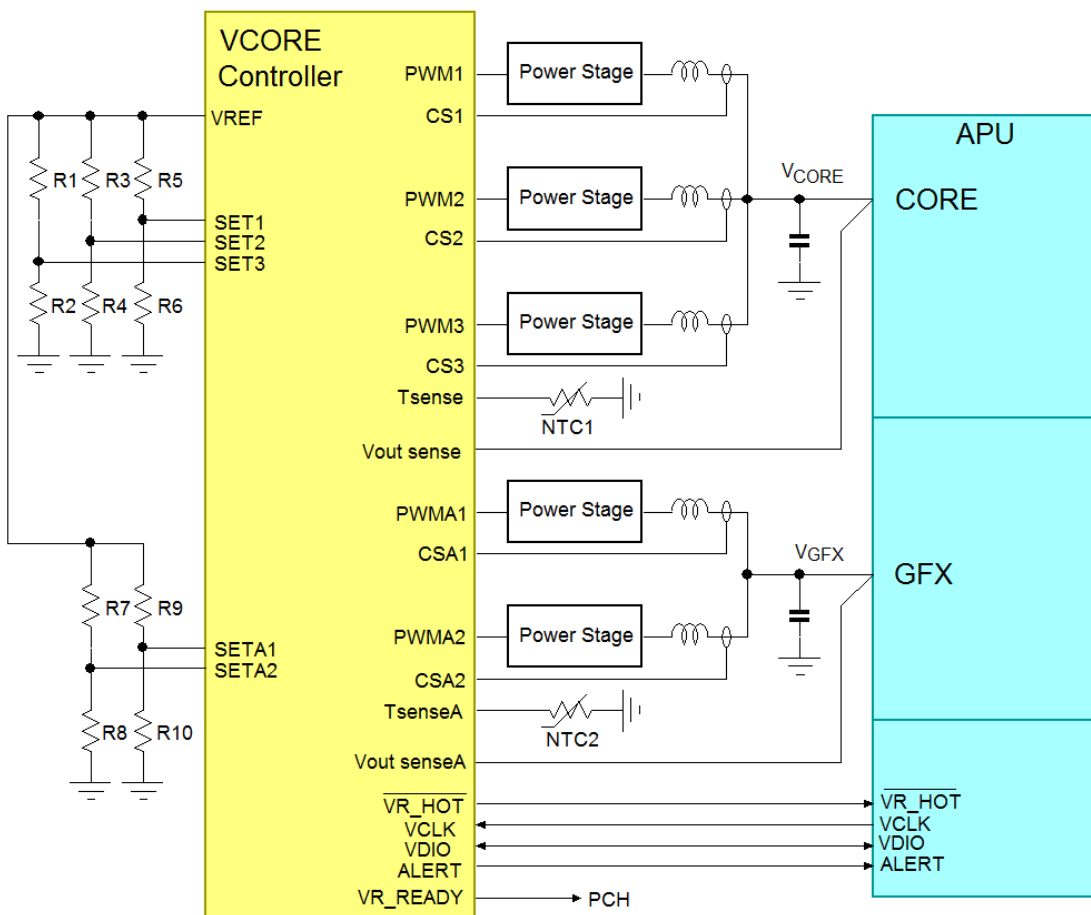 VCORE
Controller
VREF
R1
R3
R5
SET1
SET2
SET3
R2
R4
R6
R7
R9
SETA1
SETA2
R8
R10
PWM1
Power Stage
CS1
PWM2
Power Stage
CS2
PWM3
Power Stage
CS3
Tsense
NTC1
Vout sense
PWMA1
Power Stage
CSA1
PWMA2
Power Stage
CSA2
TsenseA
NTC2
Vout senseA
VR_HOT
VCLK
VDIO
ALERT
VR_READY
PCH
VCORE
VGFX
APU
CORE
GFX
VR_HOT
VCLK
VDIO
ALERT